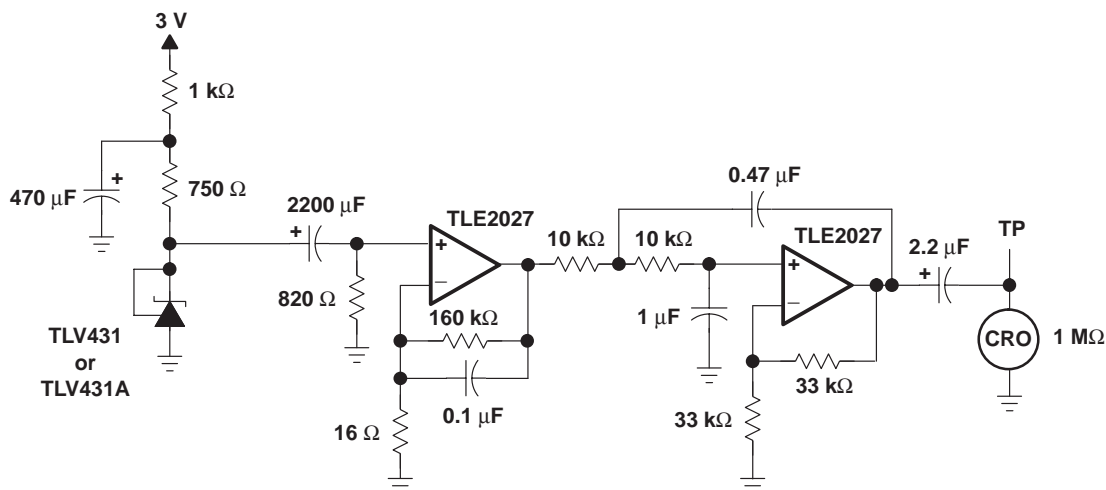 3 V
1 kΩ
470 μF
+
750 Ω
2200 μF
+
820 Ω
TLV431
or
TLV431A
TLE2027
+
−
160 kΩ
0.1 μF
16 Ω
10 kΩ
10 kΩ
0.47 μF
1 μF
TLE2027
+
−
33 kΩ
33 kΩ
2.2 μF
+
TP
CRO
1 MΩ